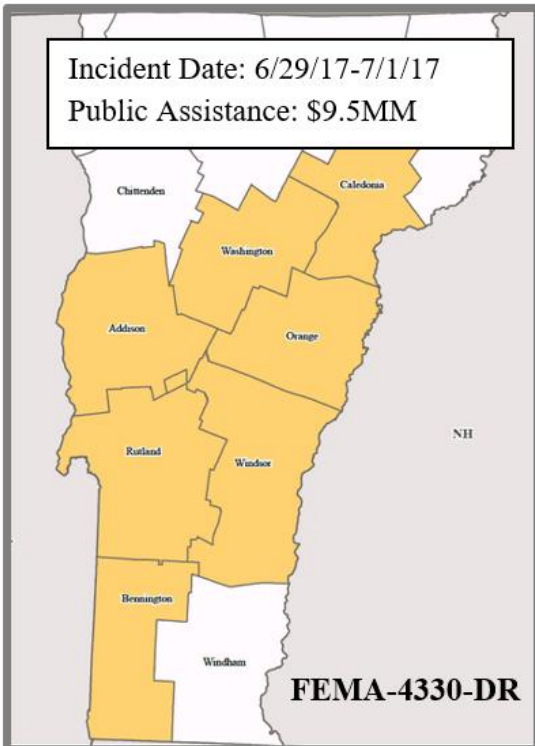 Incident Date: 6/29/17-7/1/17
Public Assistance: $9.5MM
Caledonia
Chittenden
Washington
Addison
Orange
NH
Rutland
Windsor
Bennington
Windham
FEMA-4330-DR